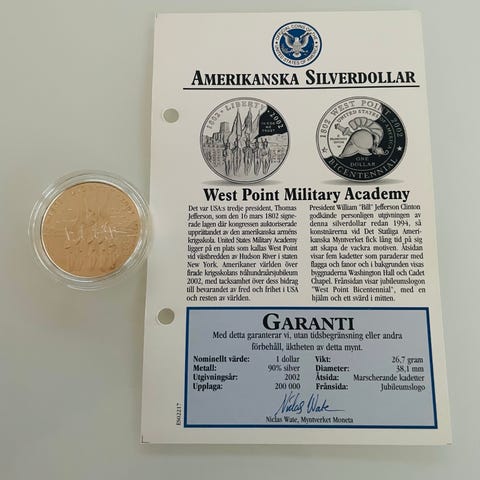 AMERIKANSKA SILVERDOLLAR
LIBERTY
1802 WEST POINT 2002
UNITED STATES
ONE
DOLLAR
BICENTENNIAL
West Point Military Academy
Det var USA:s tredje president, Thomas
Jefferson, som den 16 mars 1802 signe-
rade lagen där kongressen auktoriserade
upprättandet av den amerikanska arméns
krigsskola. United States Military Academy
ligger på en plats som kallas West Point
vid västbredden av Hudson River i staten
New York. Amerikaner världen över
firade krigsskolans tvåhundraårsjubileum
2002, med tacksamhet över dess bidrag
till bevarandet av fred och frihet i USA
och resten av världen.
President William "Bill" Jefferson Clinton
godkände personligen utgivningen av
denna silverdollar redan 1994, så
konstnärerna vid Det Statliga Ameri-
kanska Myntverket fick lång tid på sig
att skapa de vackra motiven. Åtsidan
visar fem kadetter som paraderar med
flagga och fanor och i bakgrunden visas
byggnaderna Washington Hall och Cadet
Chapel. Frånsidan visar jubileumslogon
"West Point Bicentennial", med en
hjälm och ett svärd i mitten.
GARANTI
Med detta garanterar vi, utan tidsbegränsning eller andra
förbehåll, äktheten av detta mynt.
Nominellt värde: 1 dollar Vikt: 26,7 gram
Metall: 90% silver Diameter: 38,1 mm
Utgivningsår: 2002 Åtsida: Marscherande kadetter
Upplaga: 200 000 Frånsida: Jubileumslogo
Niclas Wate
Niclas Wate, Myntverket Moneta